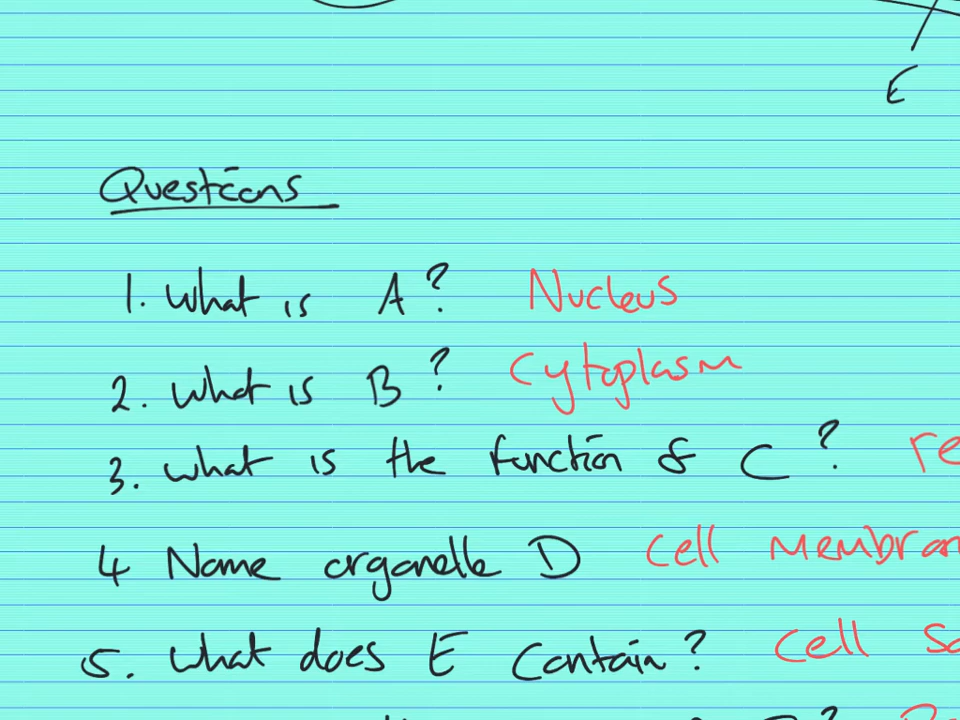 E
Questions
1. What is A? Nucleus
2. What is B? Cytoplasm
3. What is the function of C?
4 Name organelle D cell
5. What does E contain? cell